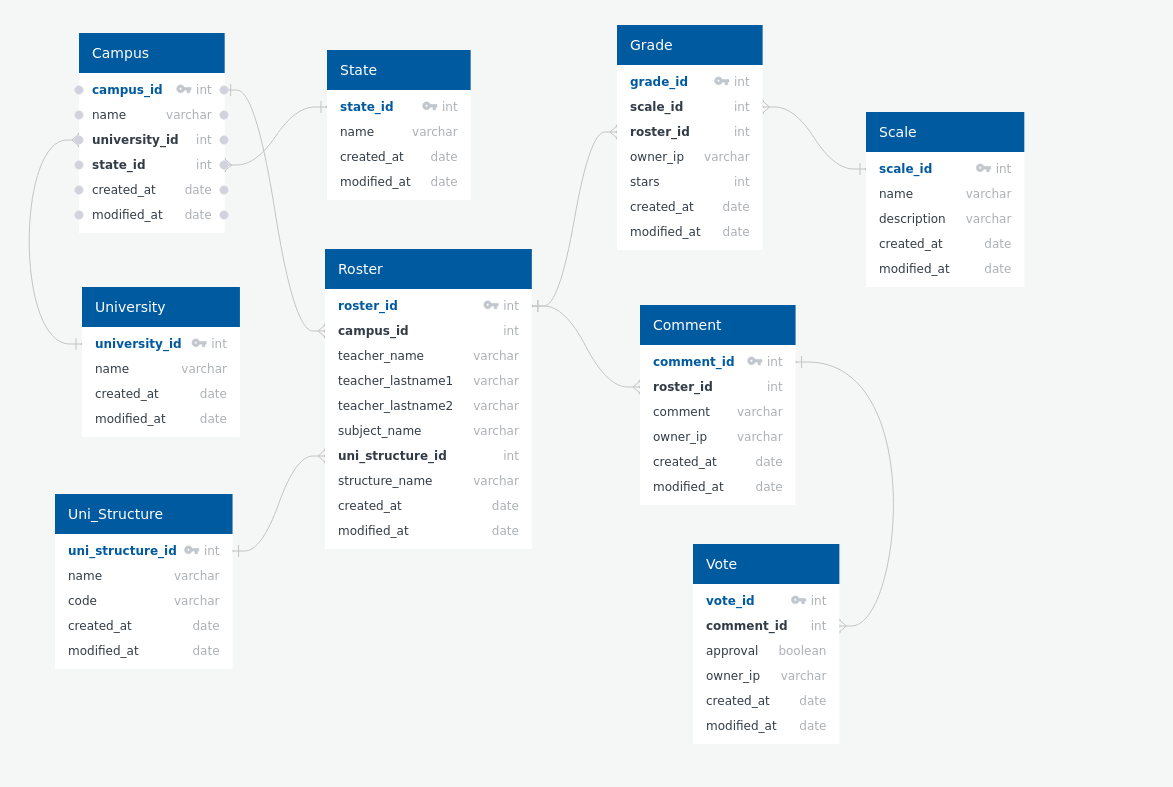 Campus
campus_id int
name varchar
university_id int
state_id int
created_at date
modified_at date
State
state_id int
name varchar
created_at date
modified_at date
Grade
grade_id int
scale_id int
roster_id int
owner_ip varchar
stars int
created_at date
modified_at date
Scale
scale_id int
name varchar
description varchar
created_at date
modified_at date
University
university_id int
name varchar
created_at date
modified_at date
Roster
roster_id int
campus_id int
teacher_name varchar
teacher_lastname1 varchar
teacher_lastname2 varchar
subject_name varchar
uni_structure_id int
structure_name varchar
created_at date
modified_at date
Comment
comment_id int
roster_id int
comment varchar
owner_ip varchar
created_at date
modified_at date
Uni_Structure
uni_structure_id int
name varchar
code varchar
created_at date
modified_at date
Vote
vote_id int
comment_id int
approval boolean
owner_ip varchar
created_at date
modified_at date